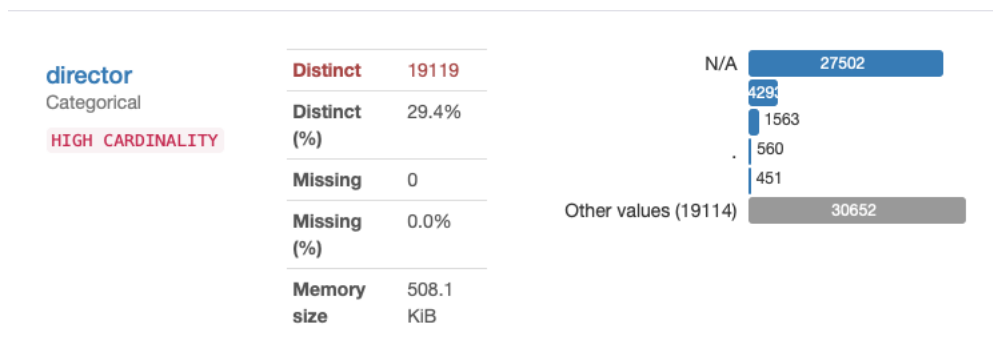 director
Categorical
HIGH CARDINALITY
Distinct 19119
Distinct (%) 29.4%
Missing 0
Missing (%) 0.0%
Memory size 508.1 KiB
N/A 27502
4293
1563
. 560
451
Other values (19114) 30652